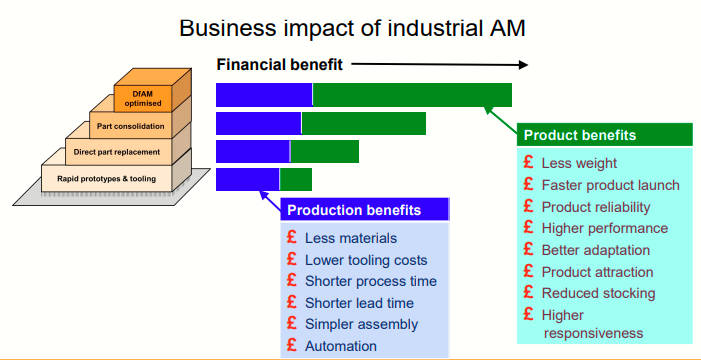 Business impact of industrial AM
Financial benefit
DfAM
optimised
Part consolidation
Direct part replacement
Rapid prototypes & tooling
Product benefits
£ Less weight
£ Faster product launch
£ Product reliability
£ Higher performance
£ Better adaptation
£ Product attraction
£ Reduced stocking
£ Higher
responsiveness
Production benefits
£ Less materials
£ Lower tooling costs
£ Shorter process time
£ Shorter lead time
£ Simpler assembly
£ Automation